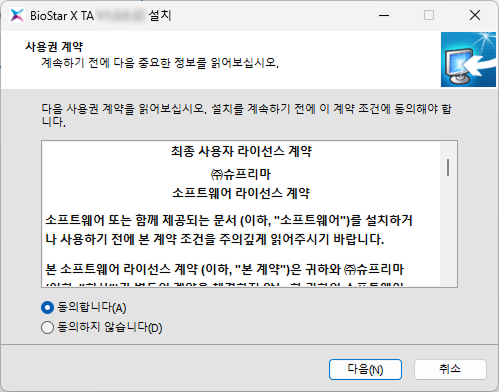 BioStar X TA 설치
사용권 계약
계속하기 전에 다음 중요한 정보를 읽어보십시오.
다음 사용권 계약을 읽어보십시오. 설치를 계속하기 전에 이 계약 조건에 동의해야 합
니다.
최종 사용자 라이선스 계약
㈜슈프리마
소프트웨어 라이선스 계약
소프트웨어 또는 함께 제공되는 문서 (이하, "소프트웨어")를 설치하거
나 사용하기 전에 본 계약 조건을 주의깊게 읽어주시기 바랍니다.
본 소프트웨어 라이선스 계약 (이하, "본 계약")은 귀하와 ㈜슈프리마
동의합니다(A)
동의하지 않습니다(D)
다음(N)
취소